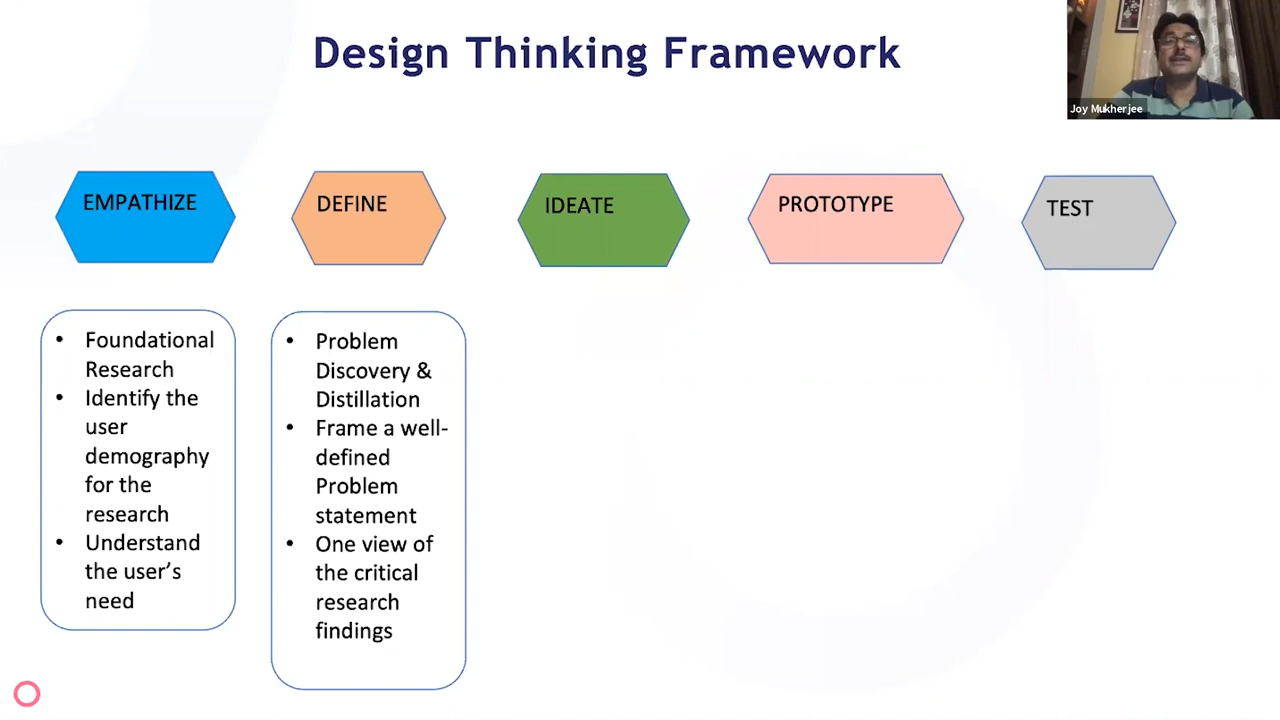 Design Thinking Framework
Joy Mukherjee
EMPATHIZE
DEFINE
IDEATE
PROTOTYPE
TEST
• Foundational
Research
• Identify the
user
demography
for the
research
• Understand
the user’s
need
• Problem
Discovery &
Distillation
• Frame a well-
defined
Problem
statement
• One view of
the critical
research
findings